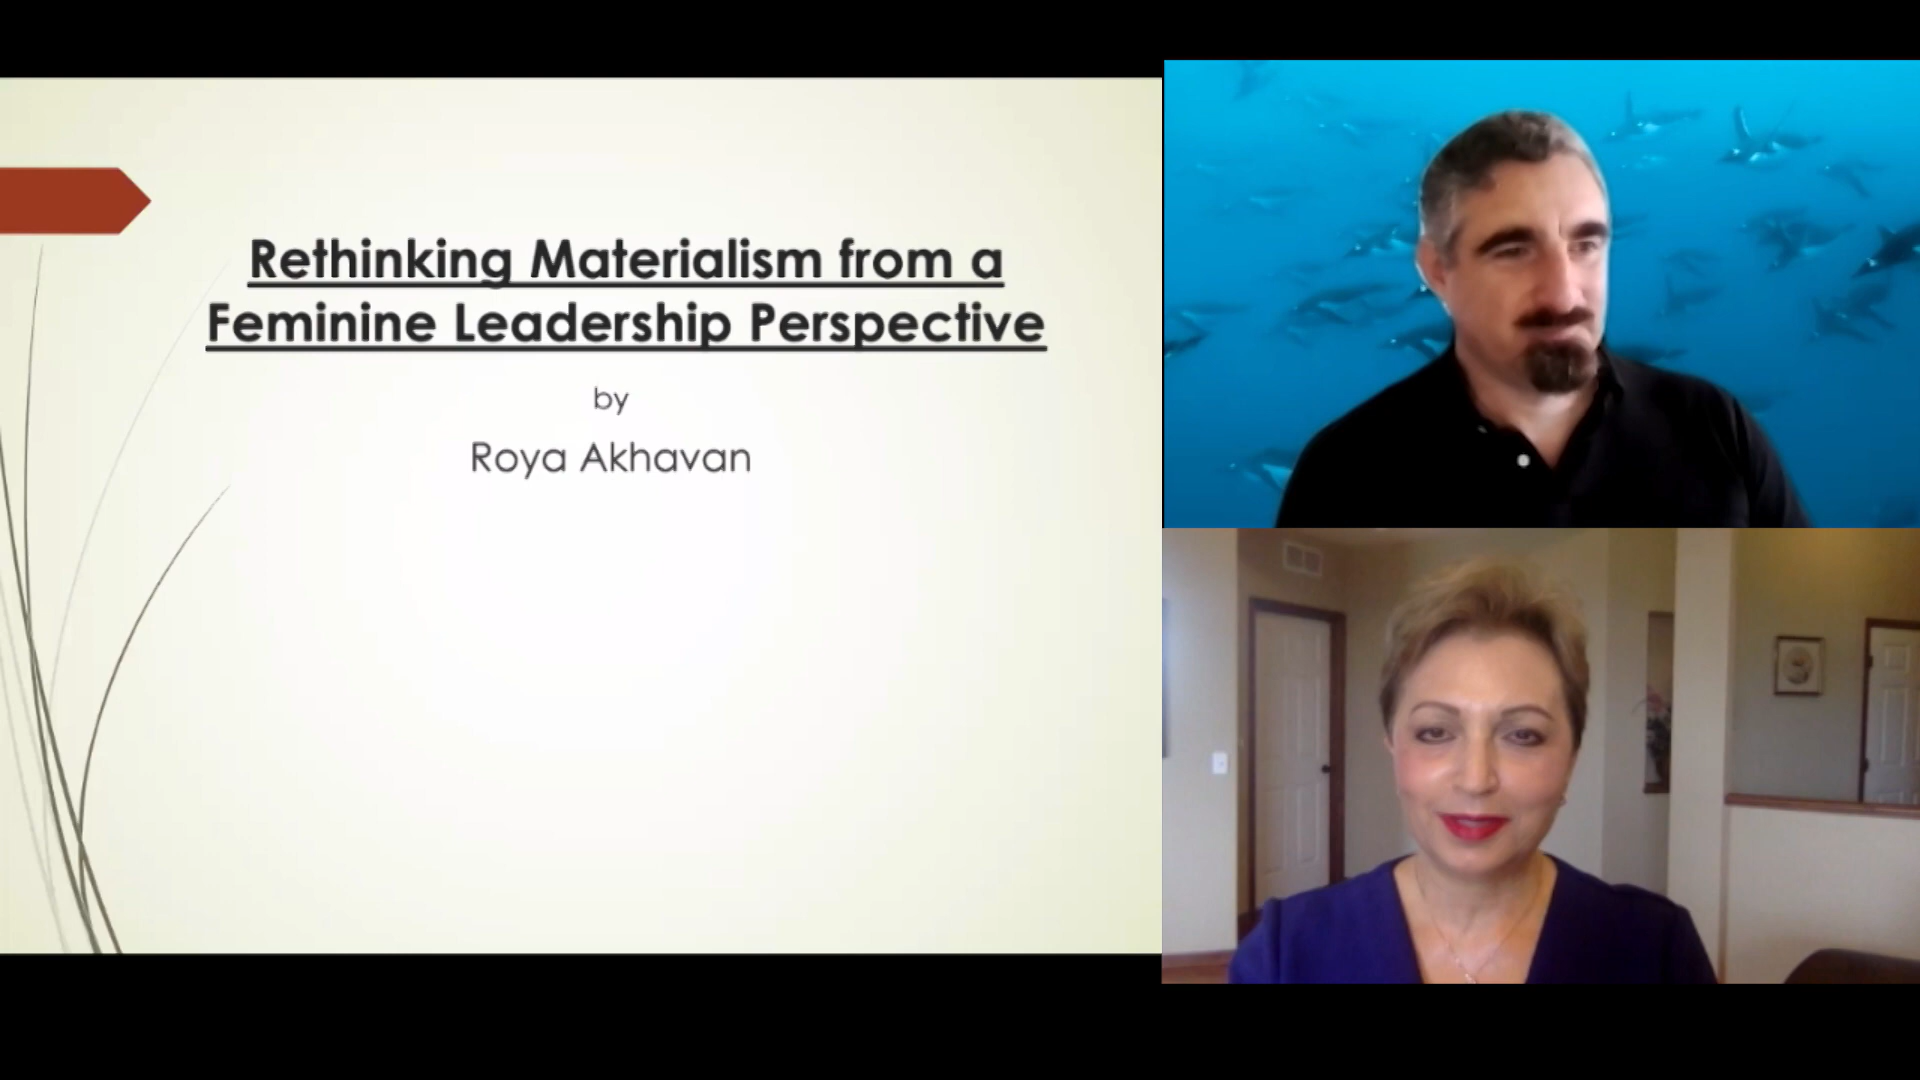 Rethinking Materialism from a
Feminine Leadership Perspective
by
Roya Akhavan